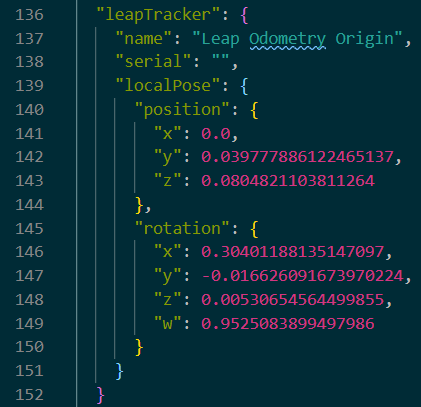 136 "leapTracker": {
137 "name": "Leap Odometry Origin",
138 "serial": "",
139 "localPose": {
140 "position": {
141 "x": 0.0,
142 "y": 0.039777886122465137,
143 "z": 0.0804821103811264
144 },
145 "rotation": {
146 "x": 0.30401188135147097,
147 "y": -0.016626091673970224,
148 "z": 0.00530654564499855,
149 "w": 0.9525083899497986
150 }
151 }
152 }